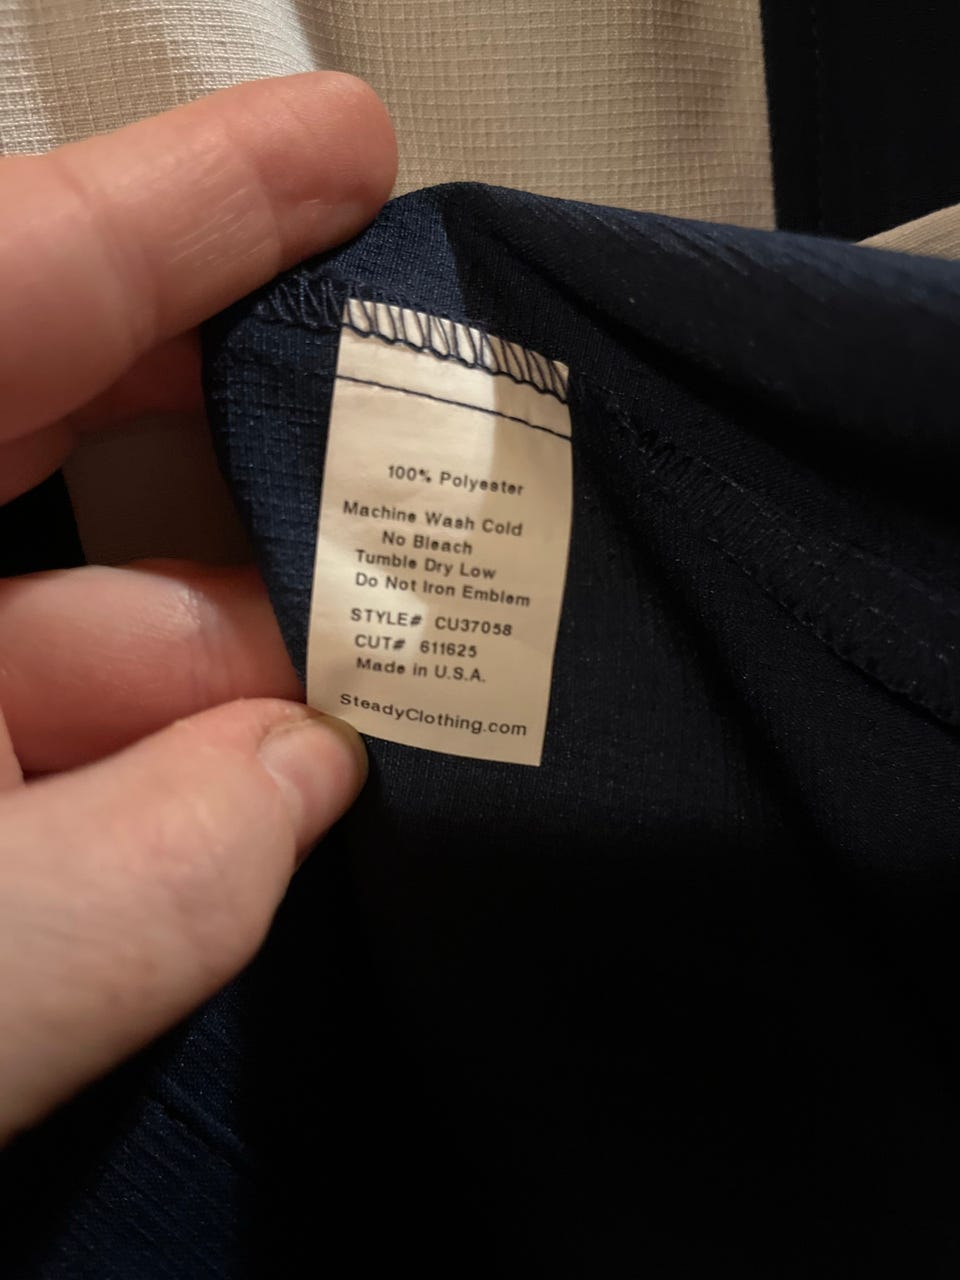 100% Polyester
Machine Wash Cold
No Bleach
Tumble Dry Low
Do Not Iron Emblem
STYLE# CU37058
CUT# 611625
Made in U.S.A.
SteadyClothing.com